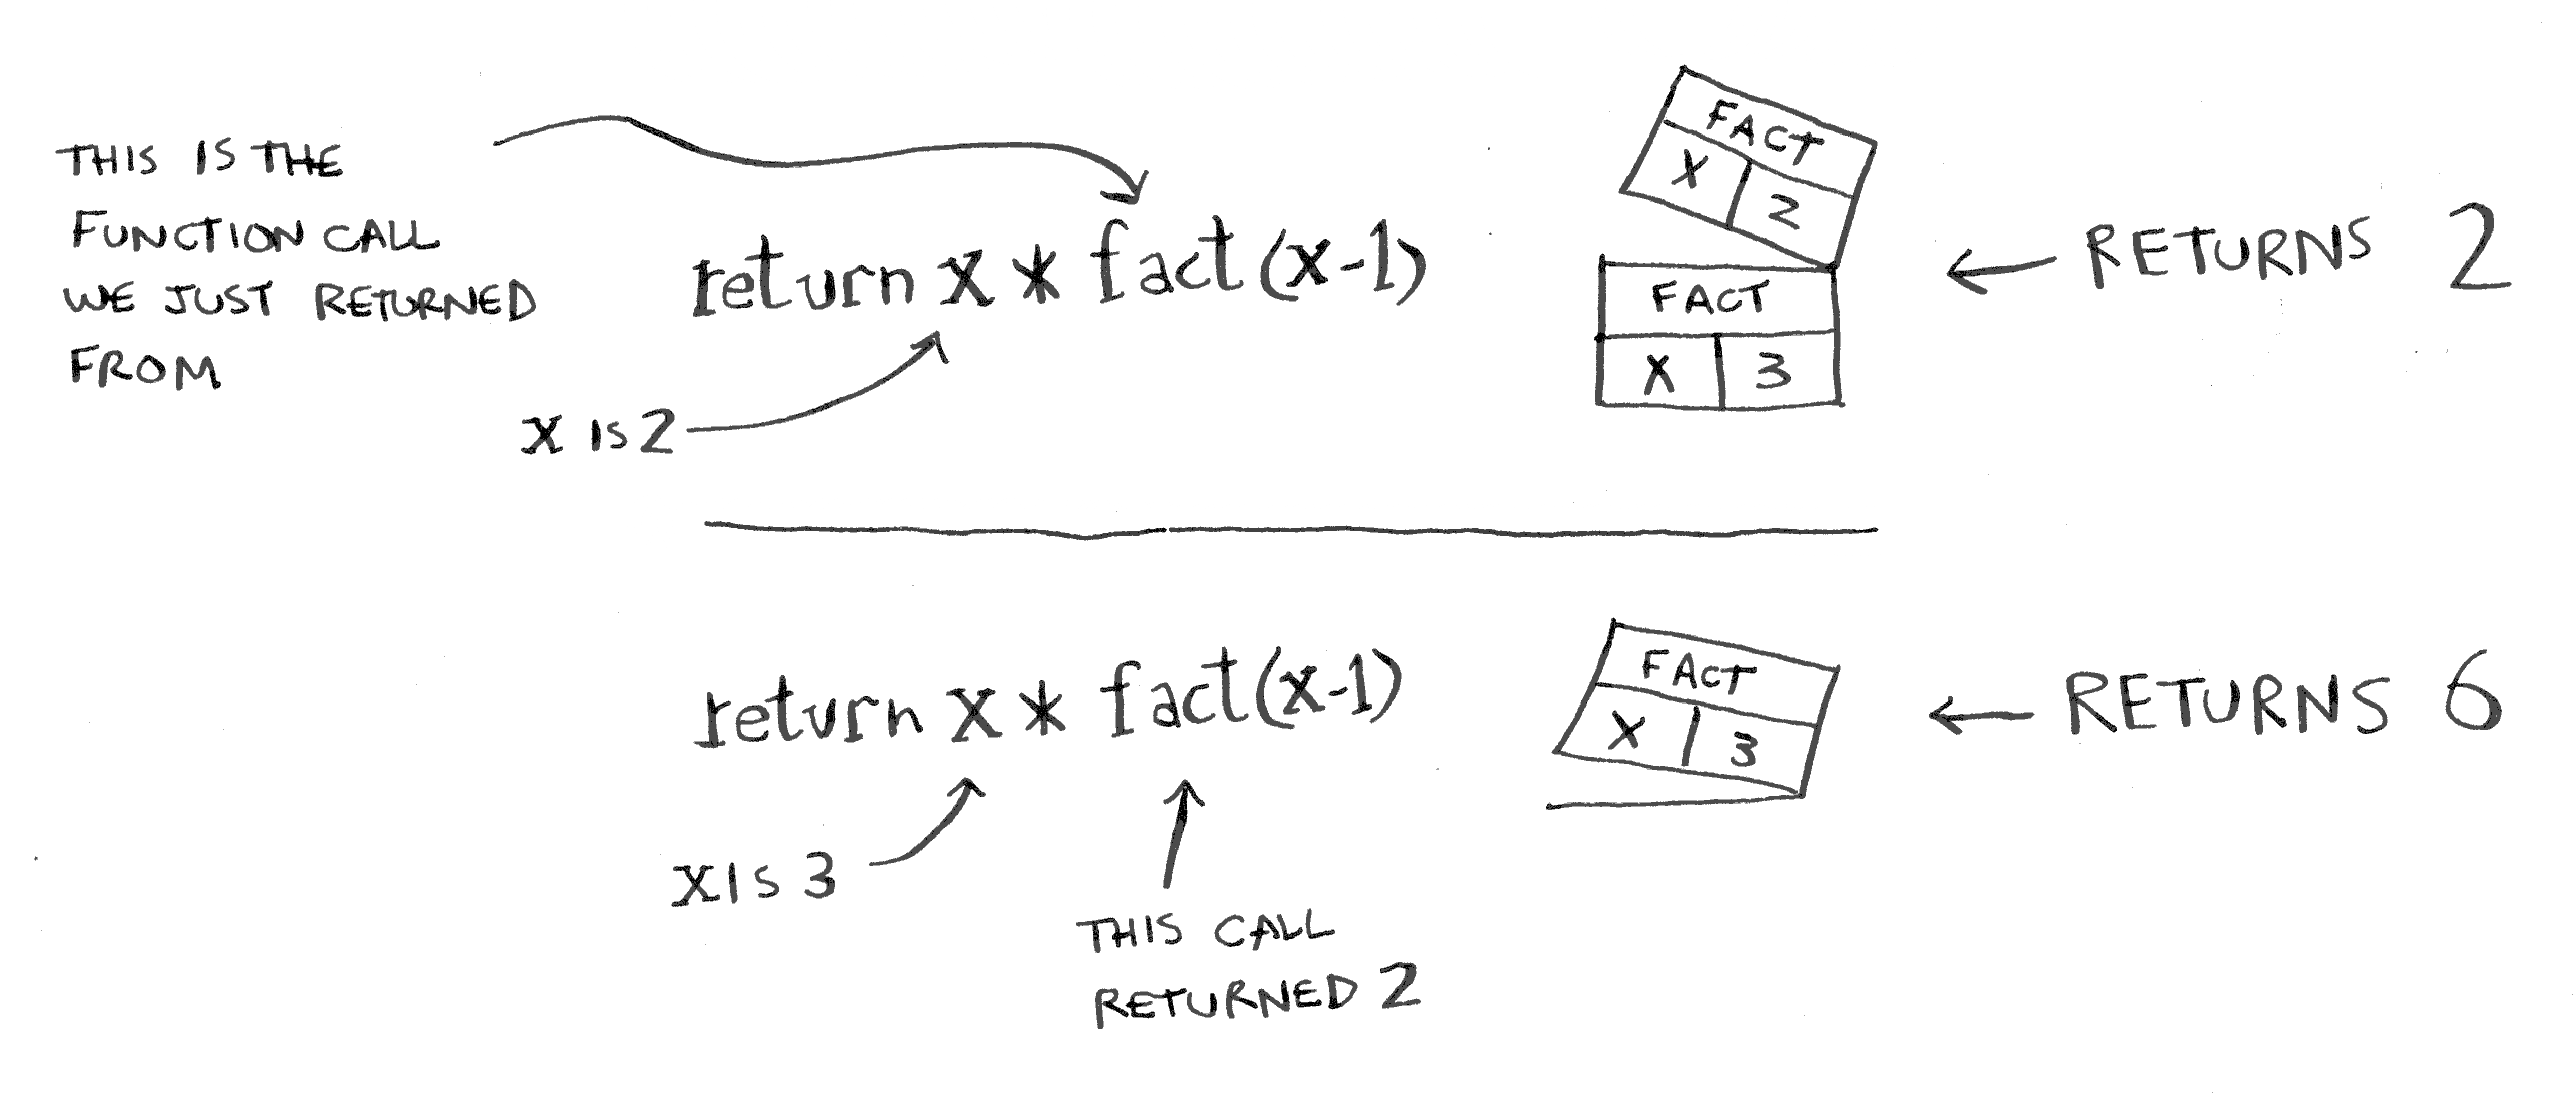 THIS IS THE
FUNCTION CALL
WE JUST RETURNED
FROM
return x * fact(x-1)
x IS 2
FACT
X 2
FACT
X 3
← RETURNS 2
return x * fact(x-1)
x IS 3
THIS CALL
RETURNED 2
FACT
X 3
← RETURNS 6